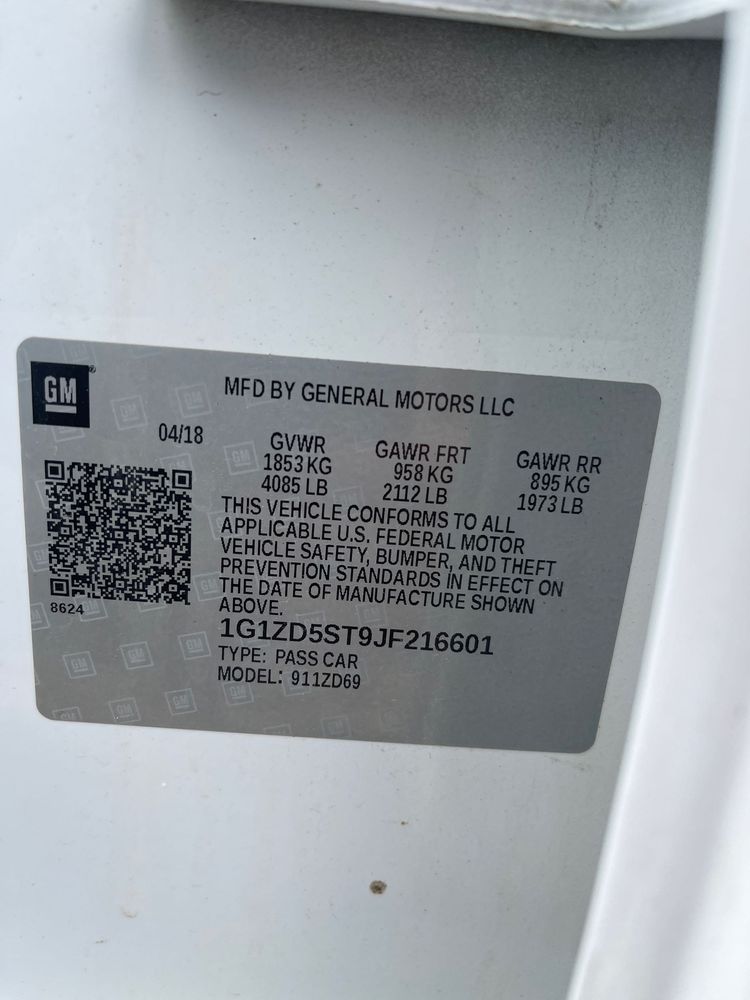 GM
MFD BY GENERAL MOTORS LLC
04/18
GVWR
1853 KG
4085 LB
GAWR FRT
958 KG
2112 LB
GAWR RR
895 KG
1973 LB
THIS VEHICLE CONFORMS TO ALL
APPLICABLE U.S. FEDERAL MOTOR
VEHICLE SAFETY, BUMPER, AND THEFT
PREVENTION STANDARDS IN EFFECT ON
THE DATE OF MANUFACTURE SHOWN
ABOVE.
8624
1G1ZD5ST9JF216601
TYPE: PASS CAR
MODEL: 911ZD69